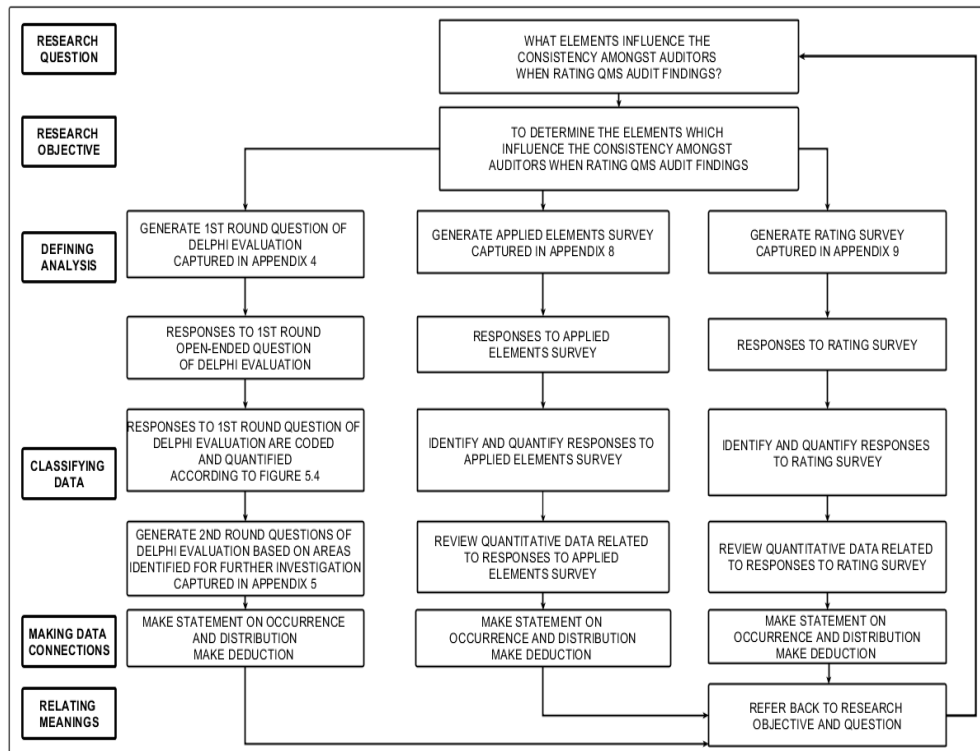 RESEARCH
QUESTION
WHAT ELEMENTS INFLUENCE THE
CONSISTENCY AMONGST AUDITORS
WHEN RATING QMS AUDIT FINDINGS?
RESEARCH
OBJECTIVE
TO DETERMINE THE ELEMENTS WHICH
INFLUENCE THE CONSISTENCY AMONGST
AUDITORS WHEN RATING QMS AUDIT FINDINGS
DEFINING
ANALYSIS
GENERATE 1ST ROUND QUESTION OF
DELPHI EVALUATION
CAPTURED IN APPENDIX 4
GENERATE APPLIED ELEMENTS SURVEY
CAPTURED IN APPENDIX 8
GENERATE RATING SURVEY
CAPTURED IN APPENDIX 9
RESPONSES TO 1ST ROUND
OPEN-ENDED QUESTION
OF DELPHI EVALUATION
RESPONSES TO APPLIED
ELEMENTS SURVEY
RESPONSES TO RATING SURVEY
CLASSIFYING
DATA
RESPONSES TO 1ST ROUND QUESTION OF
DELPHI EVALUATION ARE CODED
AND QUANTIFIED
ACCORDING TO FIGURE 5.4
IDENTIFY AND QUANTIFY RESPONSES TO
APPLIED ELEMENTS SURVEY
IDENTIFY AND QUANTIFY RESPONSES
TO RATING SURVEY
GENERATE 2ND ROUND QUESTIONS OF
DELPHI EVALUATION BASED ON AREAS
IDENTIFIED FOR FURTHER INVESTIGATION
CAPTURED IN APPENDIX 5
REVIEW QUANTITATIVE DATA RELATED
TO RESPONSES TO APPLIED
ELEMENTS SURVEY
REVIEW QUANTITATIVE DATA RELATED
TO RESPONSES TO RATING SURVEY
MAKING DATA
CONNECTIONS
MAKE STATEMENT ON OCCURRENCE
AND DISTRIBUTION
MAKE DEDUCTION
MAKE STATEMENT ON
OCCURRENCE AND DISTRIBUTION
MAKE DEDUCTION
MAKE STATEMENT ON
OCCURRENCE AND DISTRIBUTION
MAKE DEDUCTION
RELATING
MEANINGS
REFER BACK TO RESEARCH
OBJECTIVE AND QUESTION